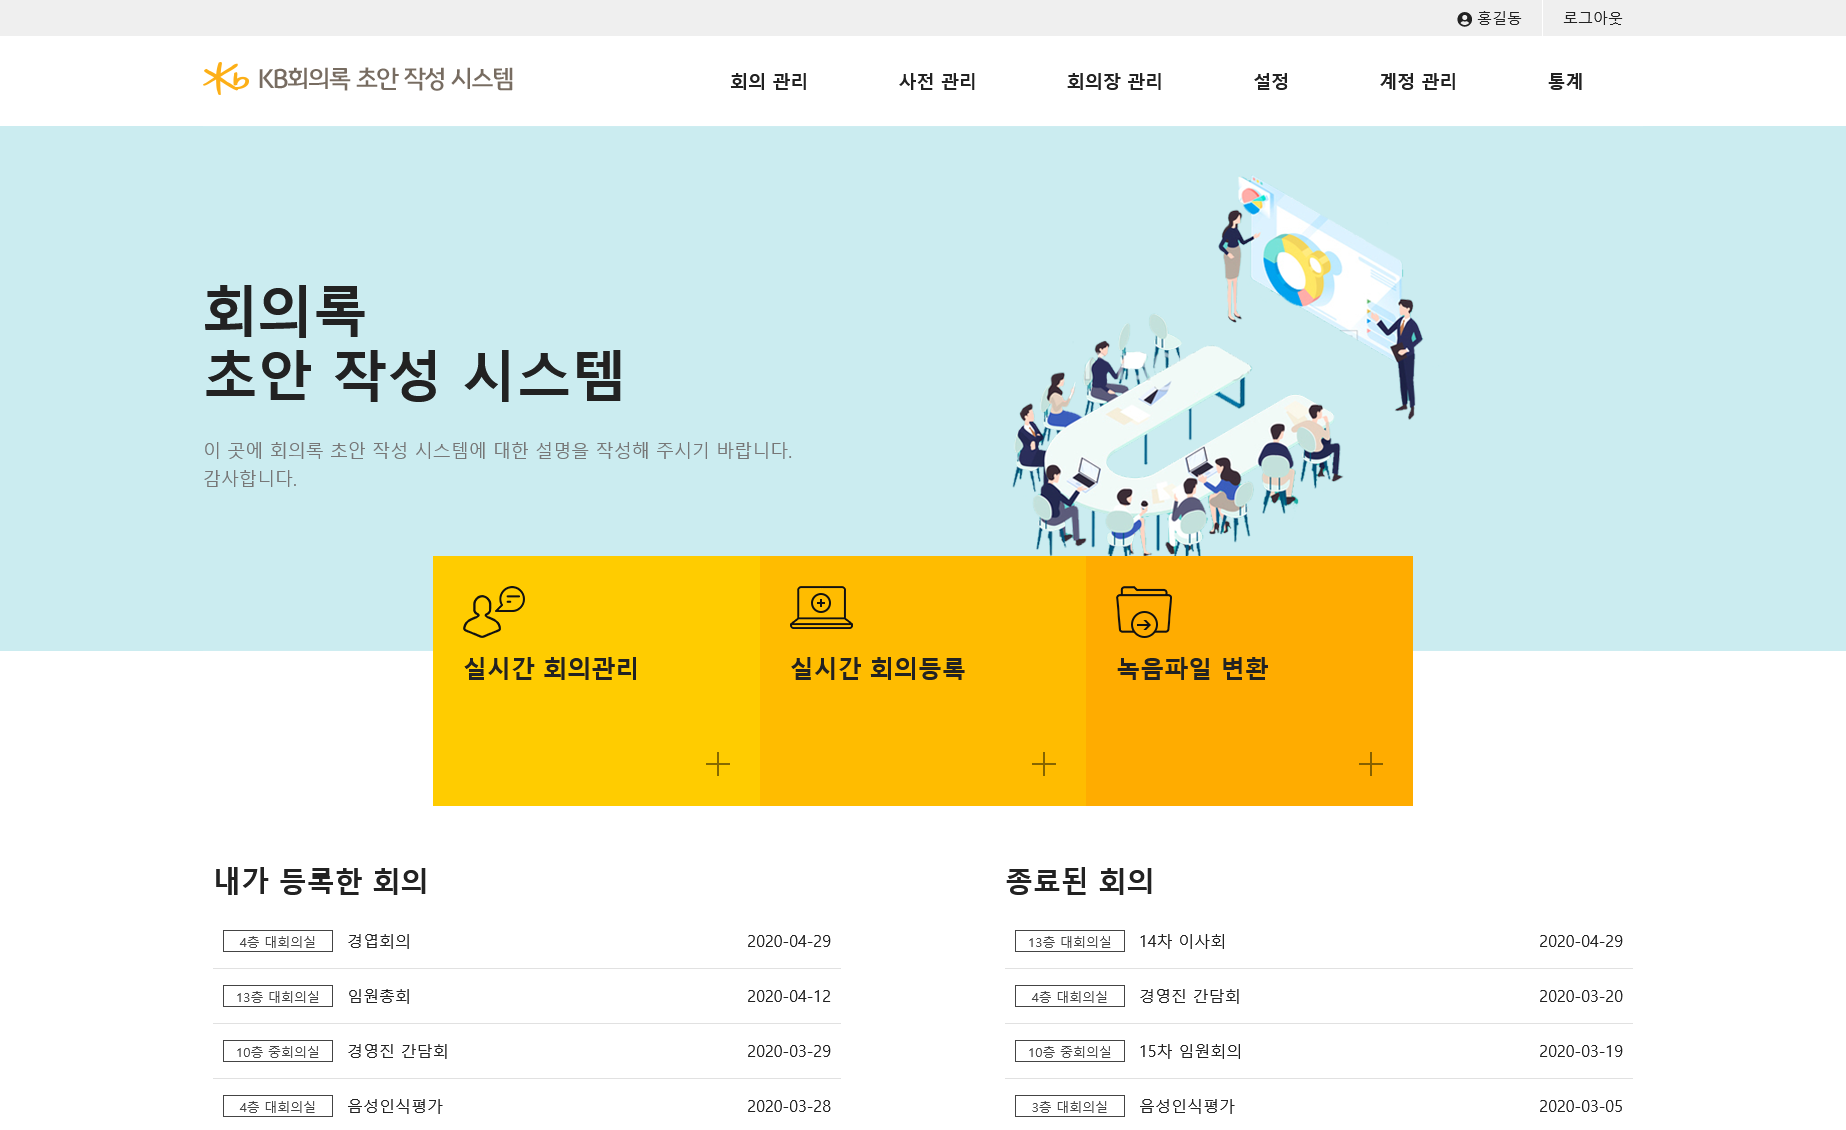 홍길동 로그아웃
KB회의록 초안 작성 시스템 회의 관리 사전 관리 회의장 관리 설정 계정 관리 통계
회의록
초안 작성 시스템
이 곳에 회의록 초안 작성 시스템에 대한 설명을 작성해 주시기 바랍니다.
감사합니다.
실시간 회의관리
실시간 회의등록
녹음파일 변환
내가 등록한 회의
4층 대회의실 경엽회의 2020-04-29
13층 대회의실 임원총회 2020-04-12
10층 중회의실 경영진 간담회 2020-03-29
4층 대회의실 음성인식평가 2020-03-28
종료된 회의
13층 대회의실 14차 이사회 2020-04-29
4층 대회의실 경영진 간담회 2020-03-20
10층 중회의실 15차 임원회의 2020-03-19
3층 대회의실 음성인식평가 2020-03-05